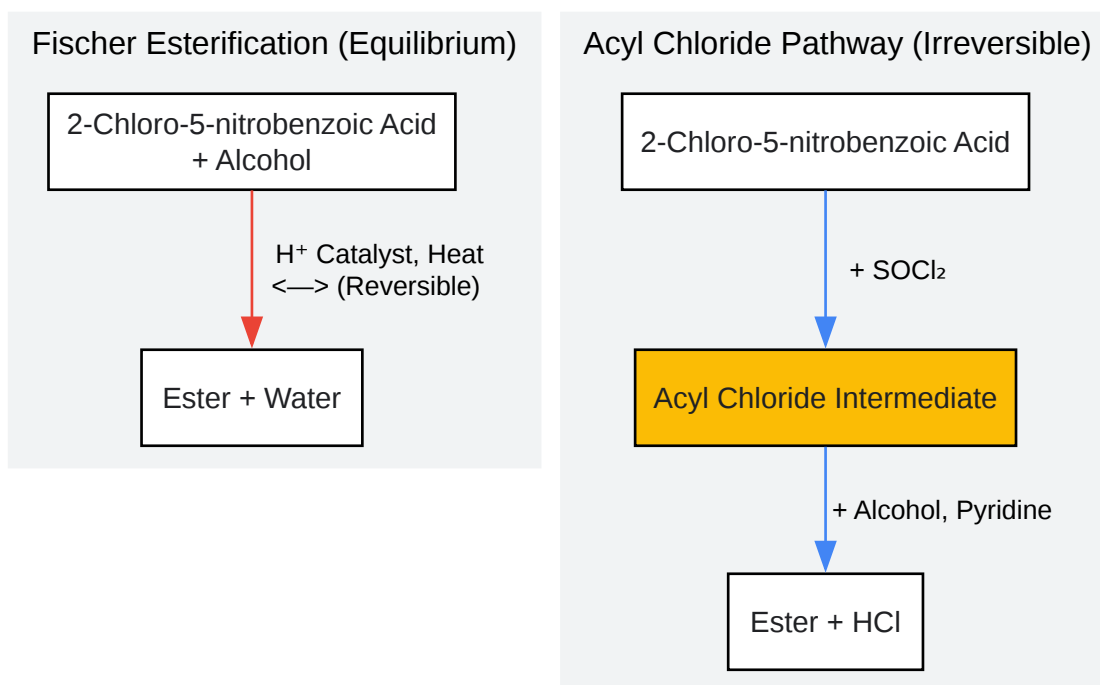 Fischer Esterification (Equilibrium)
2-Chloro-5-nitrobenzoic Acid
+ Alcohol
H⁺ Catalyst, Heat
<—> (Reversible)
Ester + Water
Acyl Chloride Pathway (Irreversible)
2-Chloro-5-nitrobenzoic Acid
+ SOCl₂
Acyl Chloride Intermediate
+ Alcohol, Pyridine
Ester + HCl